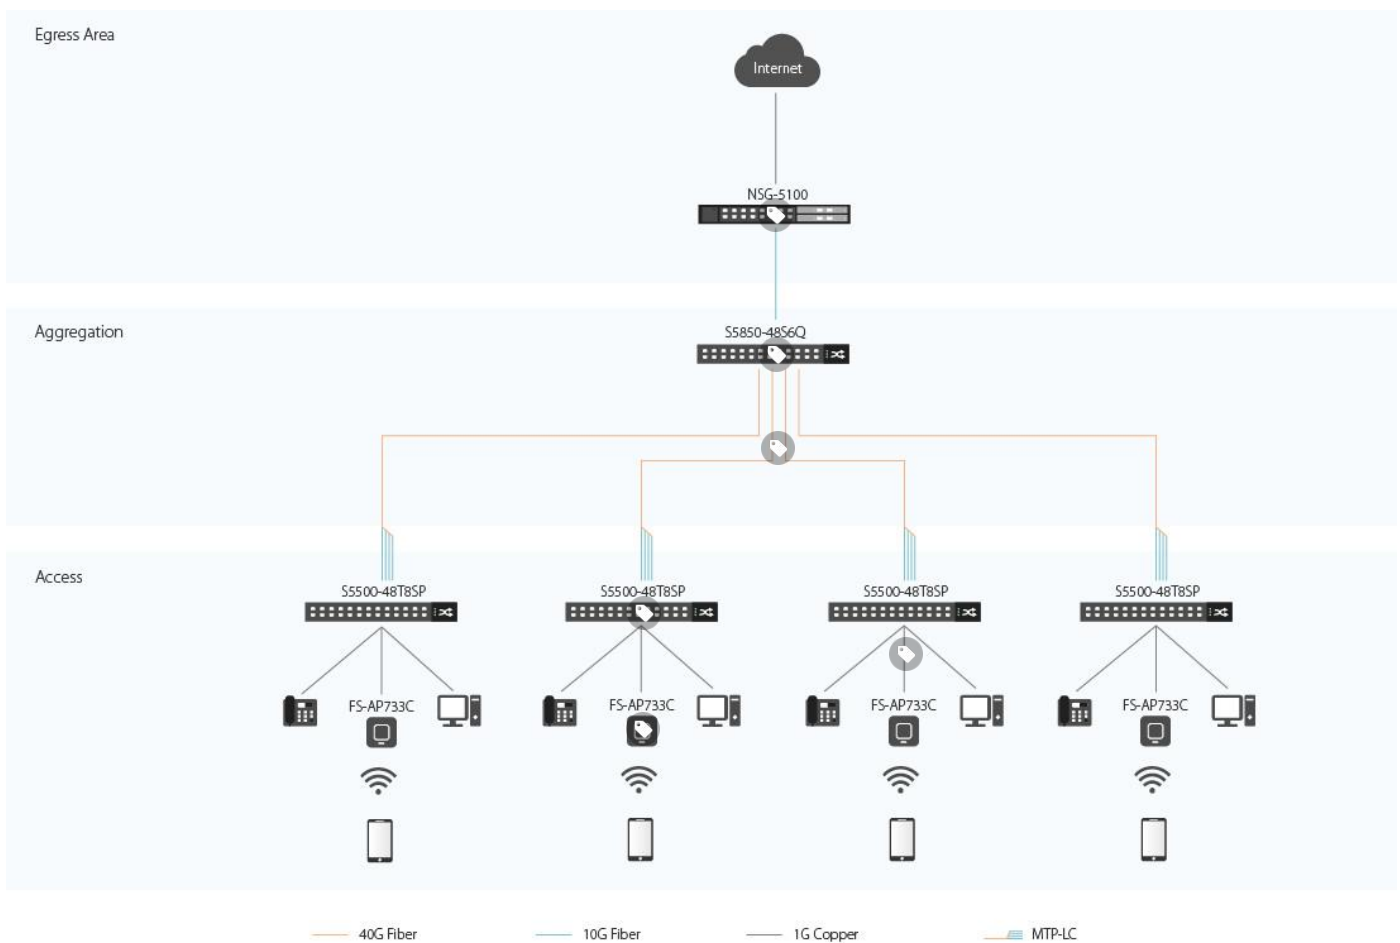 Egress Area
Internet
NSG-5100
Aggregation
S5850-48S6Q
Access
S5500-48T8SP
S5500-48T8SP
S5500-48T8SP
S5500-48T8SP
FS-AP733C
FS-AP733C
FS-AP733C
FS-AP733C
40G Fiber
10G Fiber
1G Copper
MTP-LC